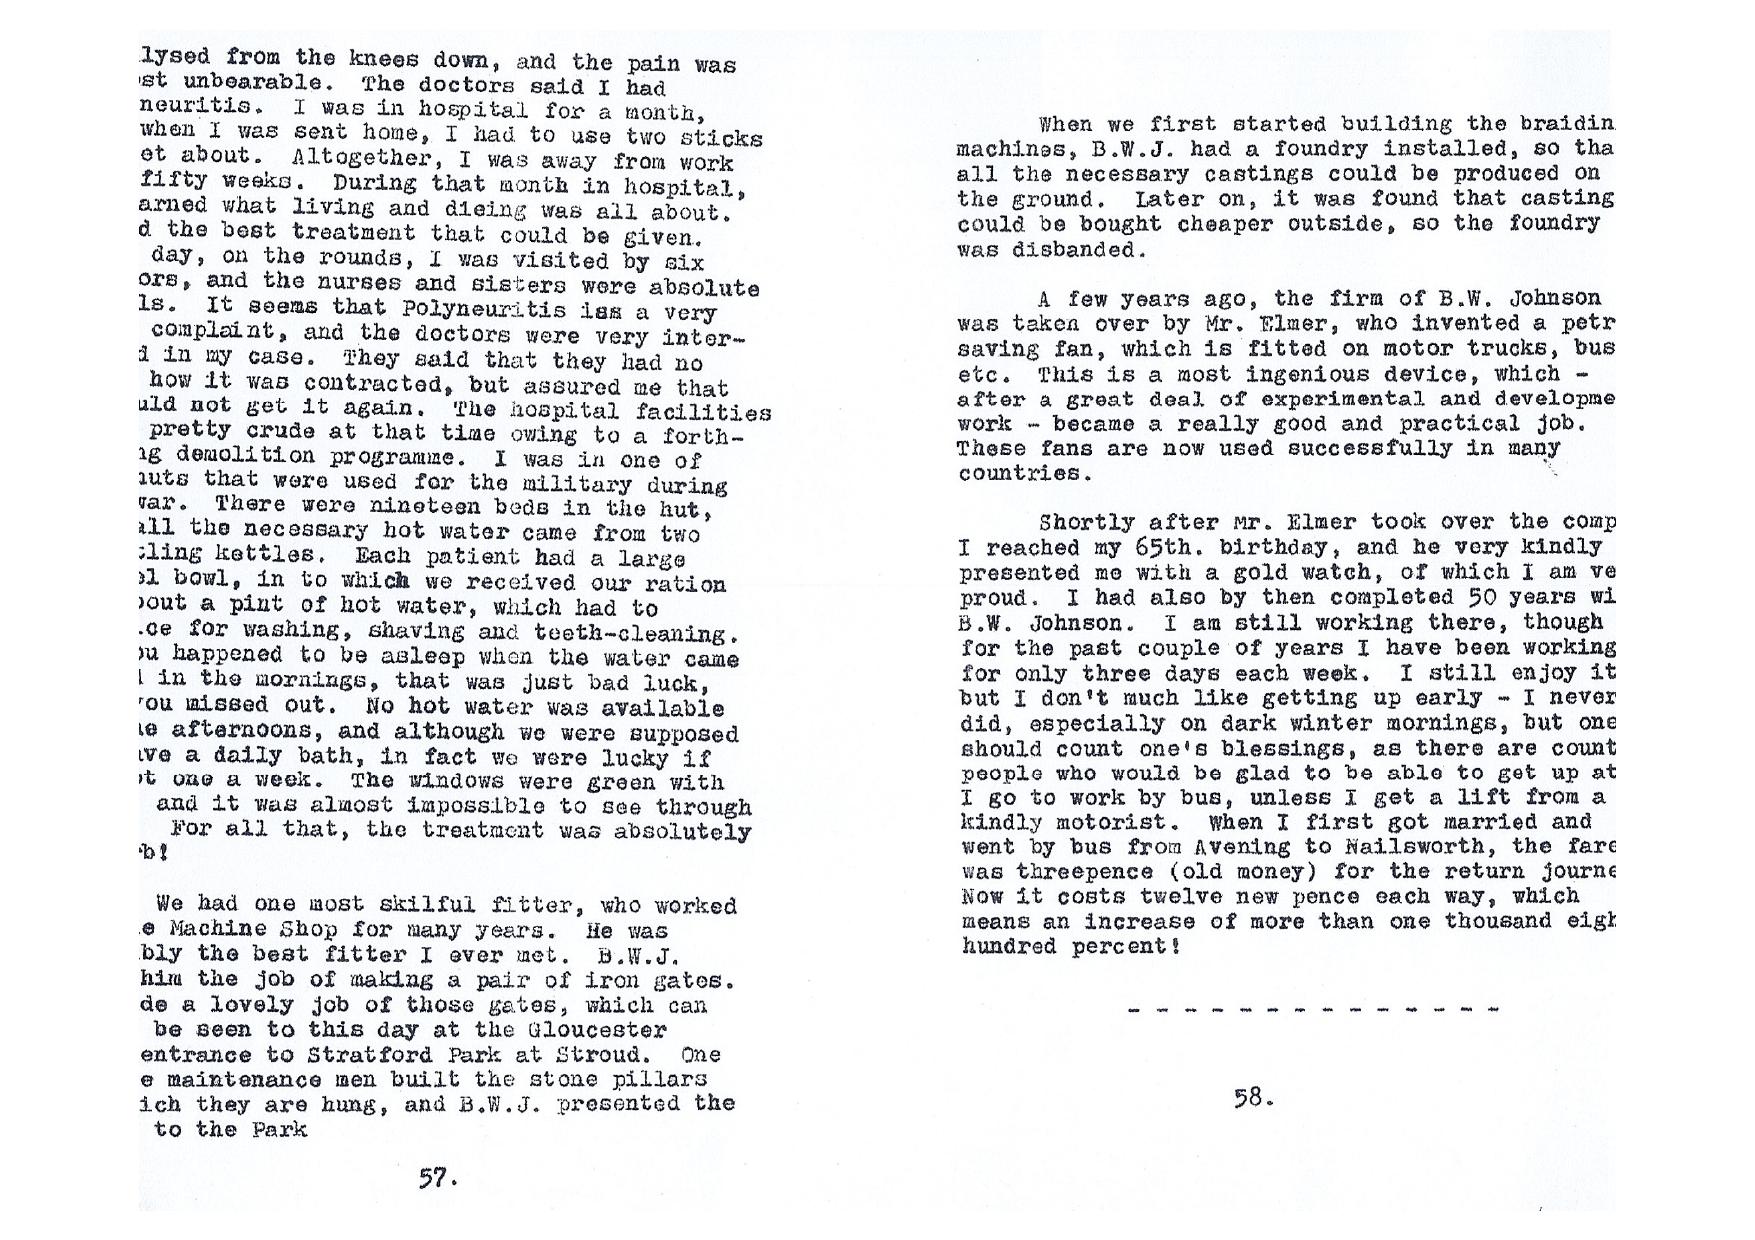 lysed from the knees down, and the pain was
st unbearable. The doctors said I had
neuritis. I was in hospital for a month,
when I was sent home, I had to use two sticks
et about. Altogether, I was away from work
fifty weeks. During that month in hospital,
arned what living and dieing was all about.
d the best treatment that could be given.
day, on the rounds, I was visited by six
ors, and the nurses and sisters were absolute
ls. It seems that Polyneuritis iss a very
complaint, and the doctors were very inter-
d in my case. They said that they had no
how it was contracted, but assured me that
uld not get it again. The hospital facilities
pretty crude at that time owing to a forth-
ng demolition programme. I was in one of
huts that were used for the military during
war. There were nineteen beds in the hut,
all the necessary hot water came from two
ling kettles. Each patient had a large
el bowl, in to which we received our ration
bout a pint of hot water, which had to
ce for washing, shaving and teeth-cleaning.
ou happened to be asleep when the water came
in the mornings, that was just bad luck,
you missed out. No hot water was available
he afternoons, and although we were supposed
ave a daily bath, in fact we were lucky if
ot one a week. The windows were green with
and it was almost impossible to see through
For all that, the treatment was absolutely
b!
We had one most skilful fitter, who worked
e Machine Shop for many years. He was
bly the best fitter I ever met. B.W.J.
him the job of making a pair of iron gates.
de a lovely job of those gates, which can
be seen to this day at the Gloucester
entrance to Stratford Park at Stroud. One
e maintenance men built the stone pillars
ich they are hung, and B.W.J. presented the
to the Park
57.
When we first started building the braidin
machines, B.W.J. had a foundry installed, so tha
all the necessary castings could be produced on
the ground. Later on, it was found that casting
could be bought cheaper outside, so the foundry
was disbanded.
A few years ago, the firm of B.W. Johnson
was taken over by Mr. Elmer, who invented a petr
saving fan, which is fitted on motor trucks, bus
etc. This is a most ingenious device, which -
after a great deal of experimental and developme
work - became a really good and practical job.
These fans are now used successfully in many
countries.
Shortly after Mr. Elmer took over the comp
I reached my 65th. birthday, and he very kindly
presented me with a gold watch, of which I am ve
proud. I had also by then completed 50 years wi
B.W. Johnson. I am still working there, though
for the past couple of years I have been working
for only three days each week. I still enjoy it
but I don't much like getting up early - I never
did, especially on dark winter mornings, but one
should count one's blessings, as there are count
people who would be glad to be able to get up at
I go to work by bus, unless I get a lift from a
kindly motorist. When I first got married and
went by bus from Avening to Nailsworth, the fare
was threepence (old money) for the return journe
Now it costs twelve new pence each way, which
means an increase of more than one thousand eigh
hundred percent!
- - - - - - - - - - - - - -
58.